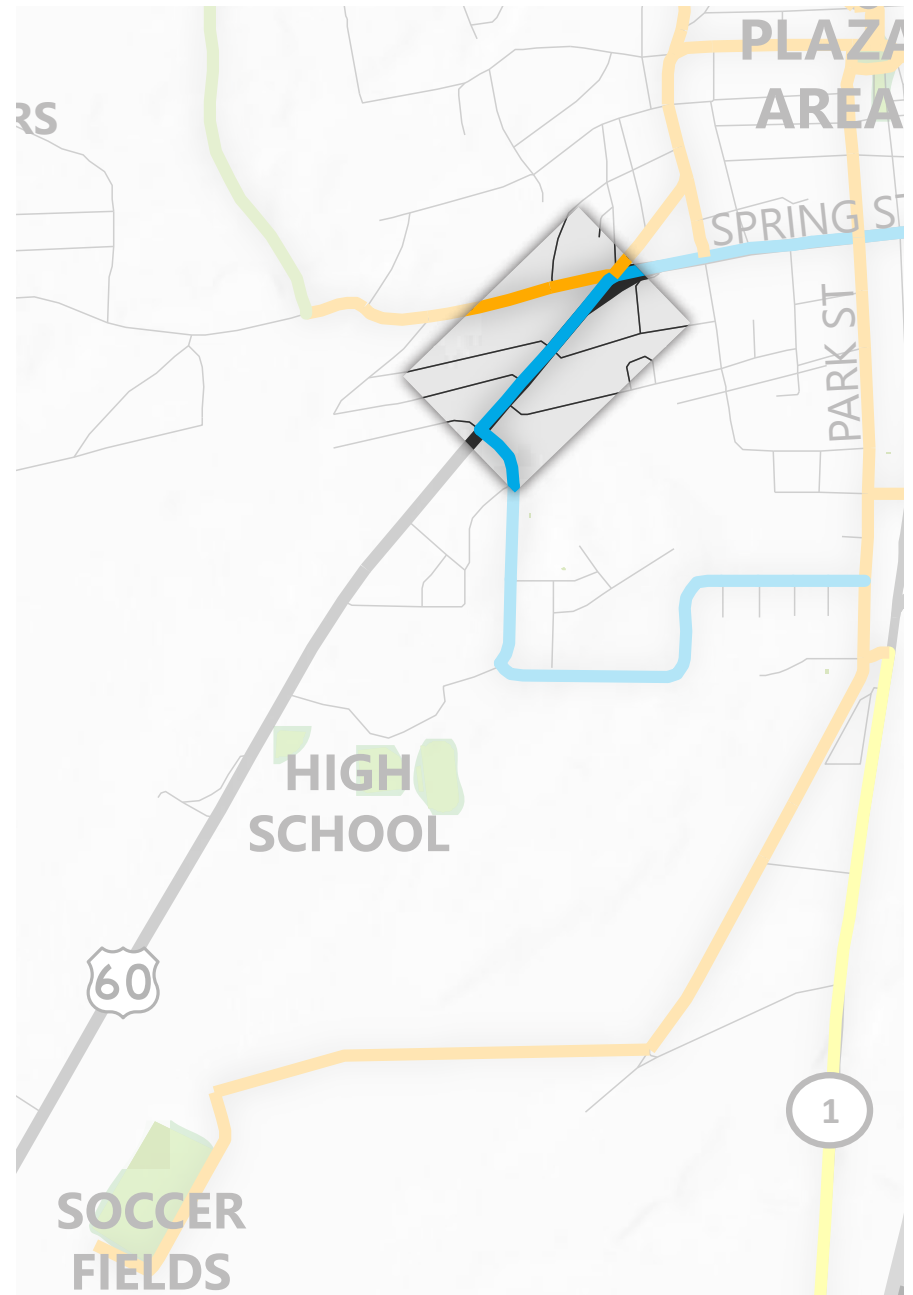 PLAZA
AREA
RS
SPRING ST
PARK ST
HIGH
SCHOOL
60
1
SOCCER
FIELDS